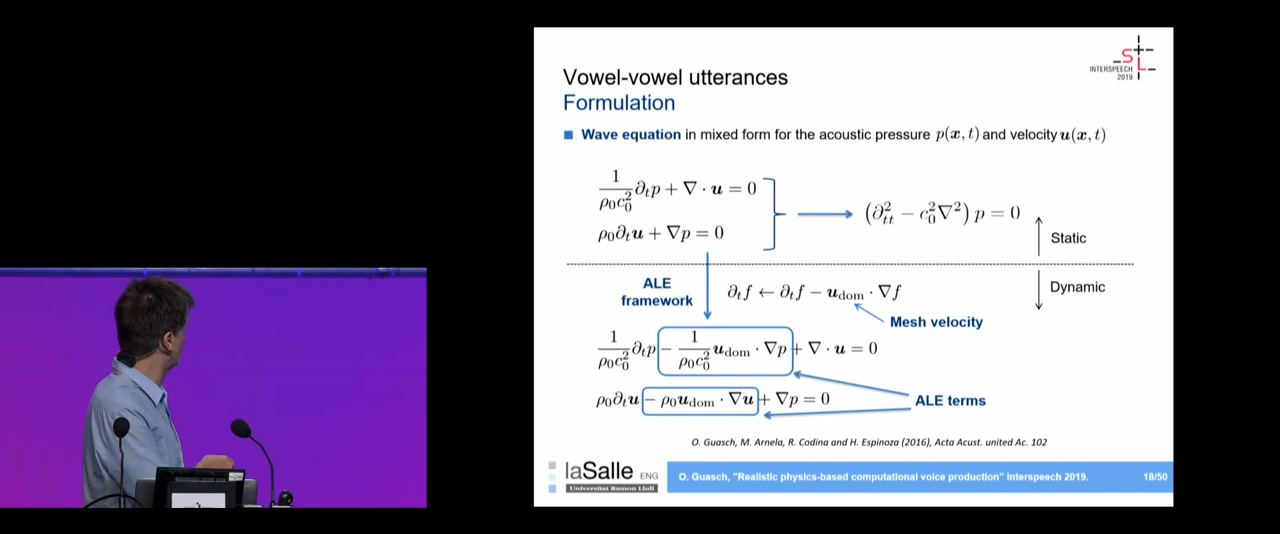 INTERSPEECH
2019
S
L
Vowel-vowel utterances
Formulation
Wave equation in mixed form for the acoustic pressure p(x, t) and velocity u(x, t)
1/(ρ₀c₀²) ∂ₜp + ∇ · u = 0
ρ₀∂ₜu + ∇p = 0
(∂²ₜₜ − c₀²∇²) p = 0
Static
Dynamic
ALE
framework
∂ₜf ← ∂ₜf − u_dom · ∇f
Mesh velocity
1/(ρ₀c₀²) ∂ₜp − 1/(ρ₀c₀²) u_dom · ∇p + ∇ · u = 0
ρ₀∂ₜu − ρ₀u_dom · ∇u + ∇p = 0
ALE terms
O. Guasch, M. Arnela, R. Codina and H. Espinoza (2016), Acta Acust. united Ac. 102
laSalle ENG
Universitat Ramon Llull
O. Guasch, "Realistic physics-based computational voice production" Interspeech 2019.
18/50